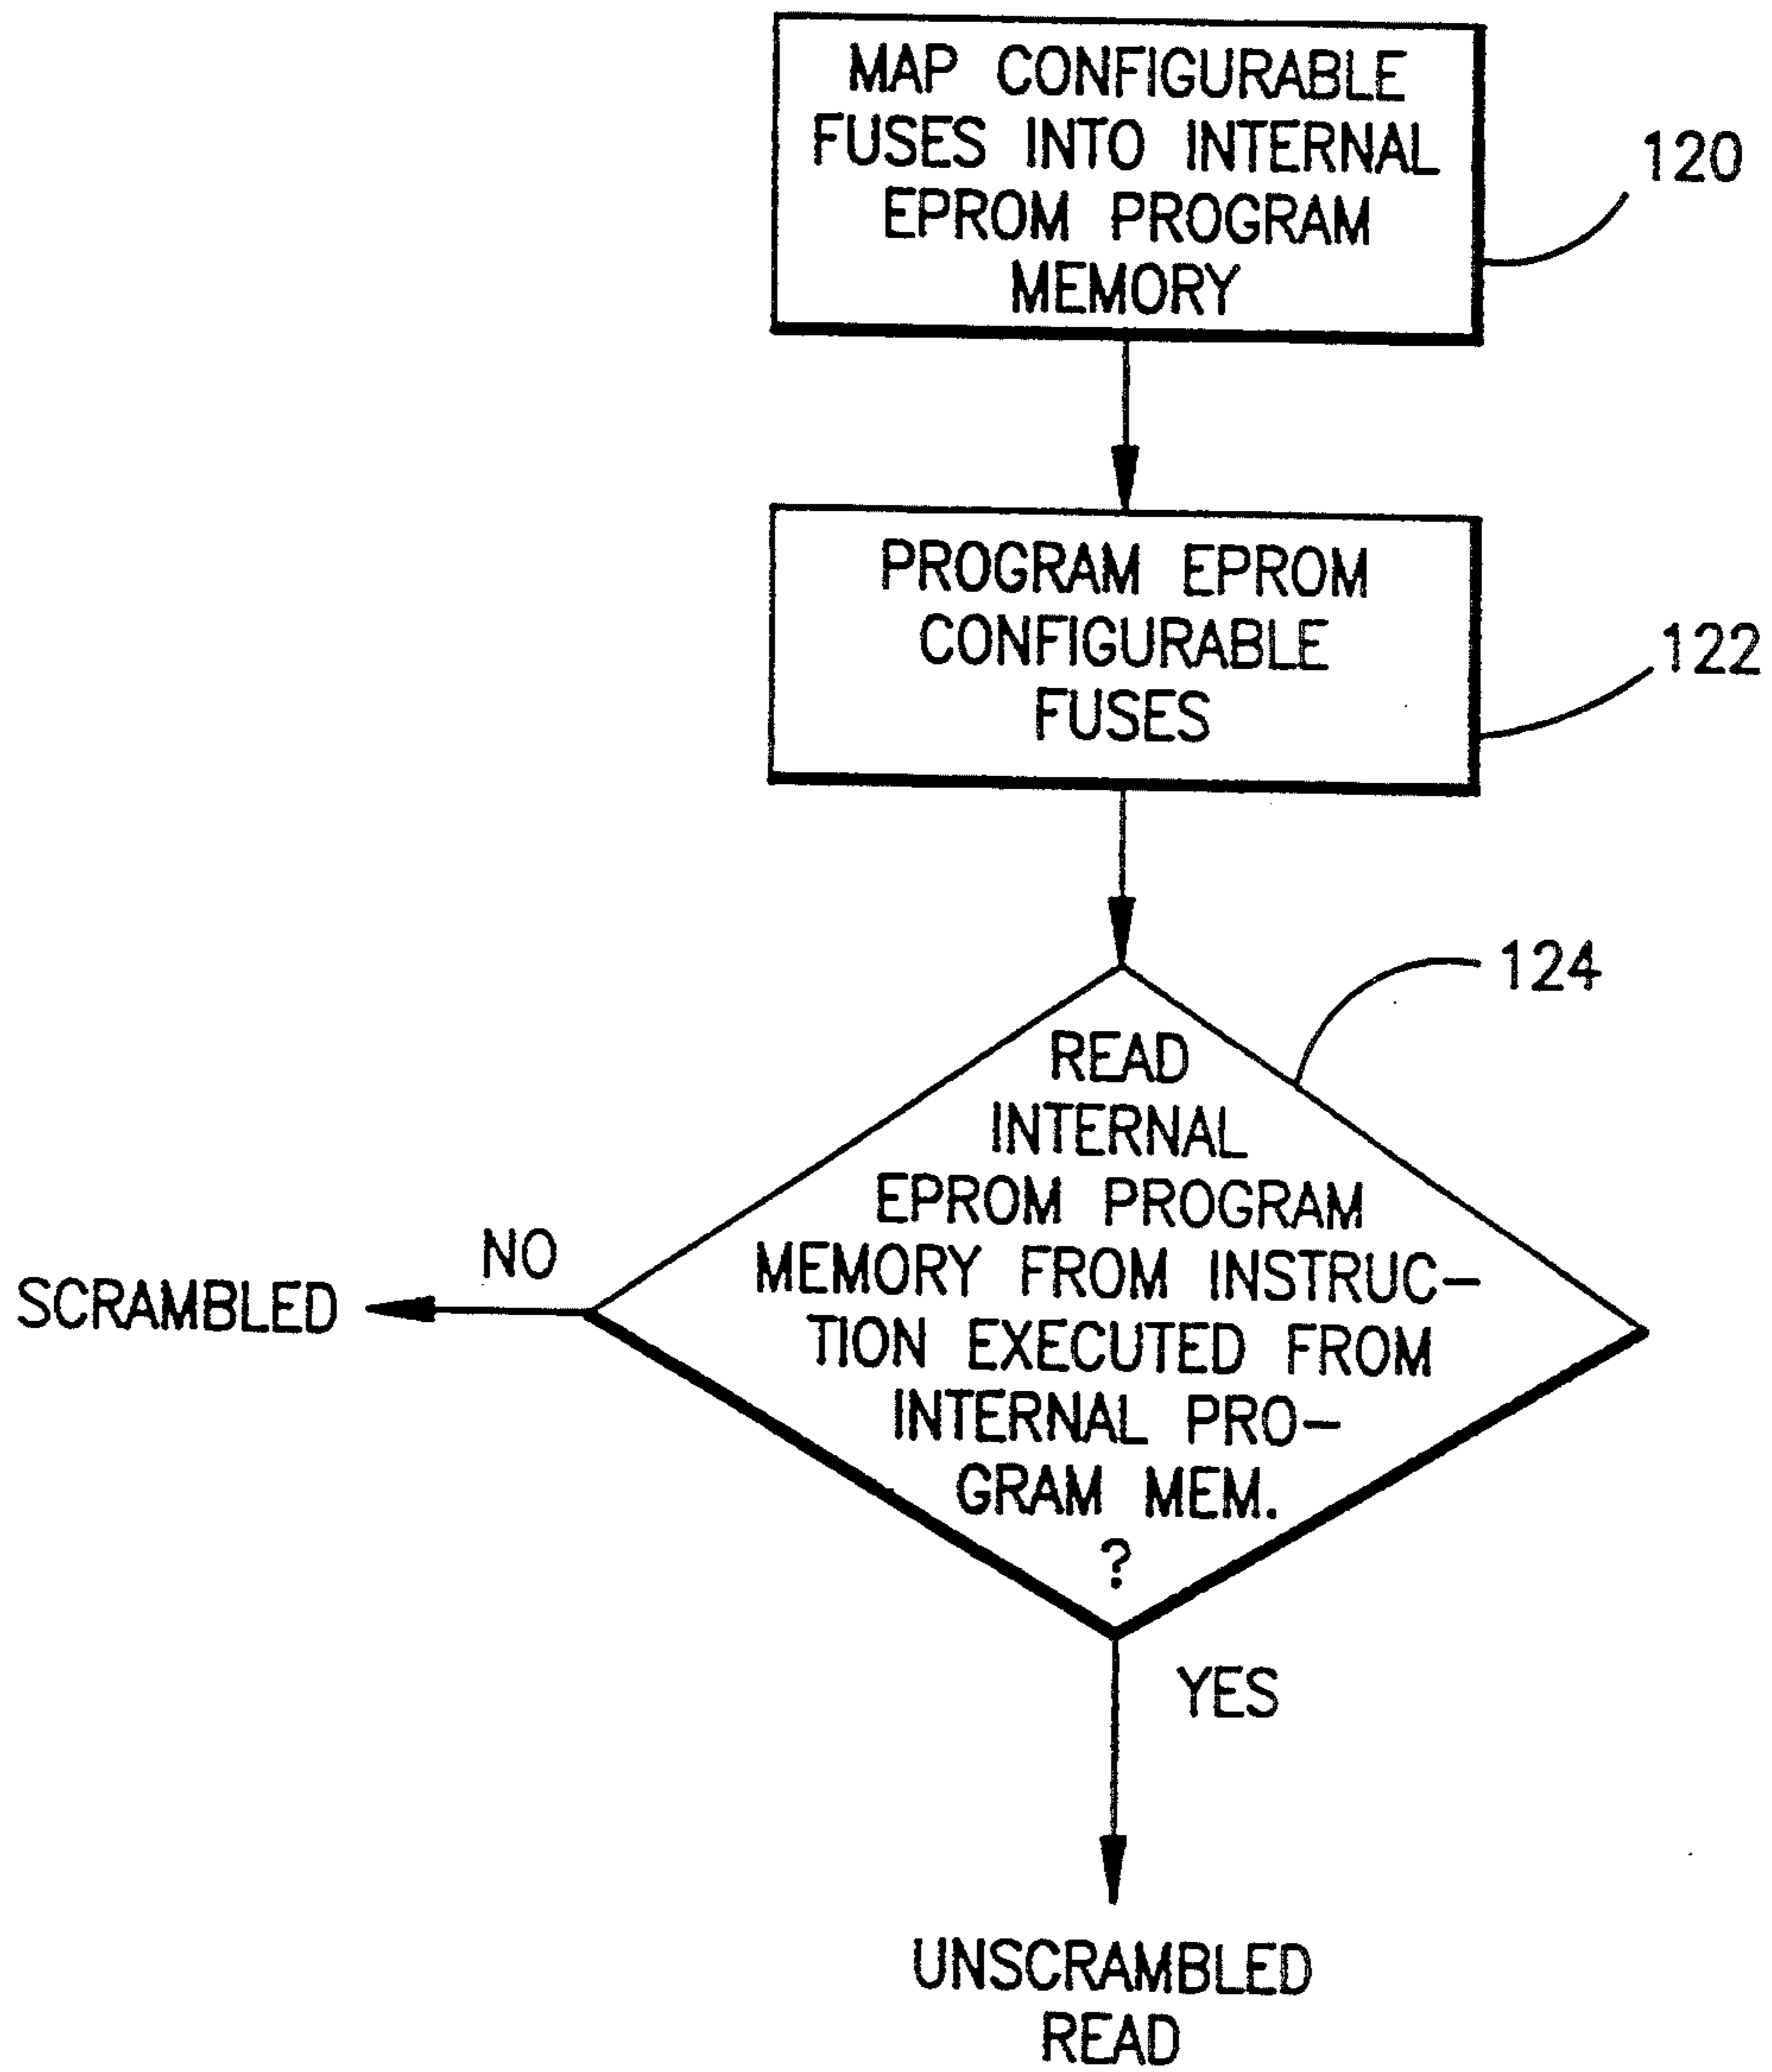 MAP CONFIGURABLE
FUSES INTO INTERNAL
EPROM PROGRAM
MEMORY
120
PROGRAM EPROM
CONFIGURABLE
FUSES
122
124
READ
INTERNAL
EPROM PROGRAM
MEMORY FROM INSTRUC-
TION EXECUTED FROM
INTERNAL PRO-
GRAM MEM.
?
NO
SCRAMBLED
YES
UNSCRAMBLED
READ